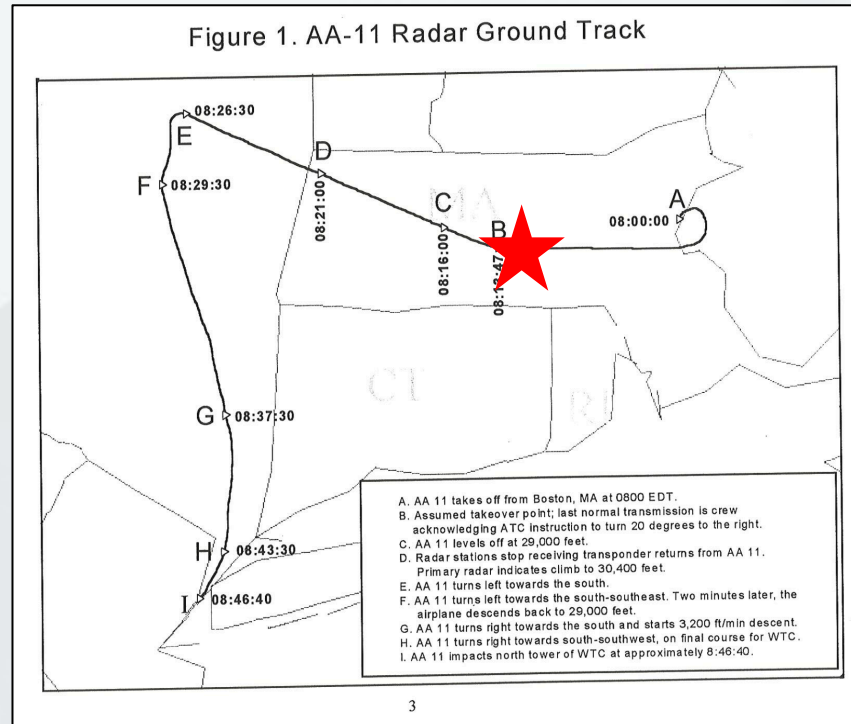 Figure 1. AA-11 Radar Ground Track
E
08:26:30
D
08:21:00
F
08:29:30
MA
C
08:16:00
B
A
08:00:00
CT
RI
G
08:37:30
H
06:43:30
I
08:46:40
A. AA 11 takes off from Boston, MA at 0800 EDT.
B. Assumed takeover point; last normal transmission is crew
acknowledging ATC instruction to turn 20 degrees to the right.
C. AA 11 levels off at 29,000 feet.
D. Radar stations stop receiving transponder returns from AA 11.
Primary radar indicates climb to 30,400 feet.
E. AA 11 turns left towards the south.
F. AA 11 turns left towards the south-southeast. Two minutes later, the
airplane descends back to 29,000 feet.
G. AA 11 turns right towards the south and starts 3,200 ft/min descent.
H. AA 11 turns right towards south-southwest, on final course for WTC.
I. AA 11 impacts north tower of WTC at approximately 8:46:40.
3